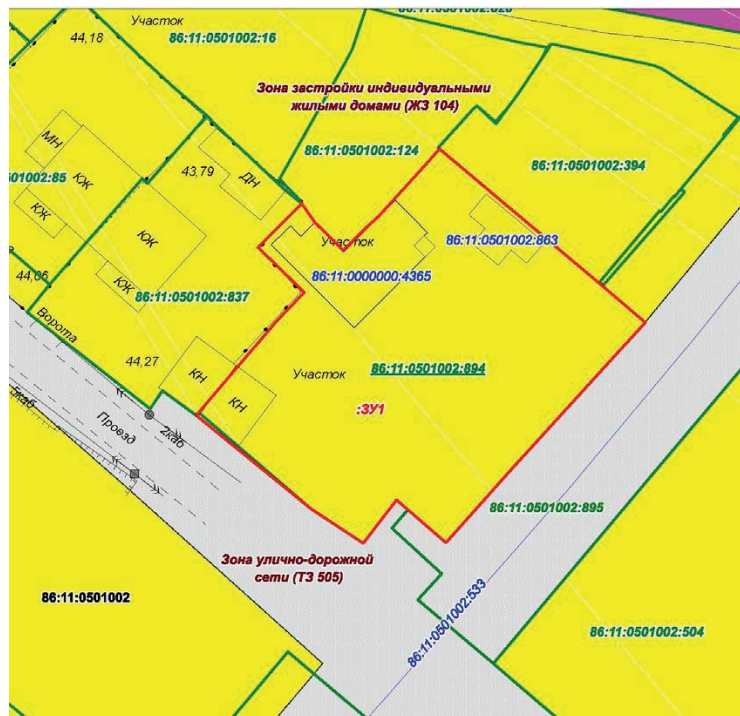 Участок
44,18
86:11:0501002:16
Зона застройки индивидуальными
жилыми домами (ЖЗ 104)
МН
43,79
ДН
86:11:0501002:124
86:11:0501002:394
01002:85
КЖ
КЖ
КЖ
КЖ
Участок
86:11:0501002:863
44,06
86:11:0000000:4365
86:11:0501002:837
Ворота
44,27
КН
КН
Участок
86:11:0501002:894
:ЗУ1
5каб
Проезд
2каб
86:11:0501002:895
Зона улично-дорожной
сети (ТЗ 505)
86:11:0501002
86:11:0501002:533
86:11:0501002:504